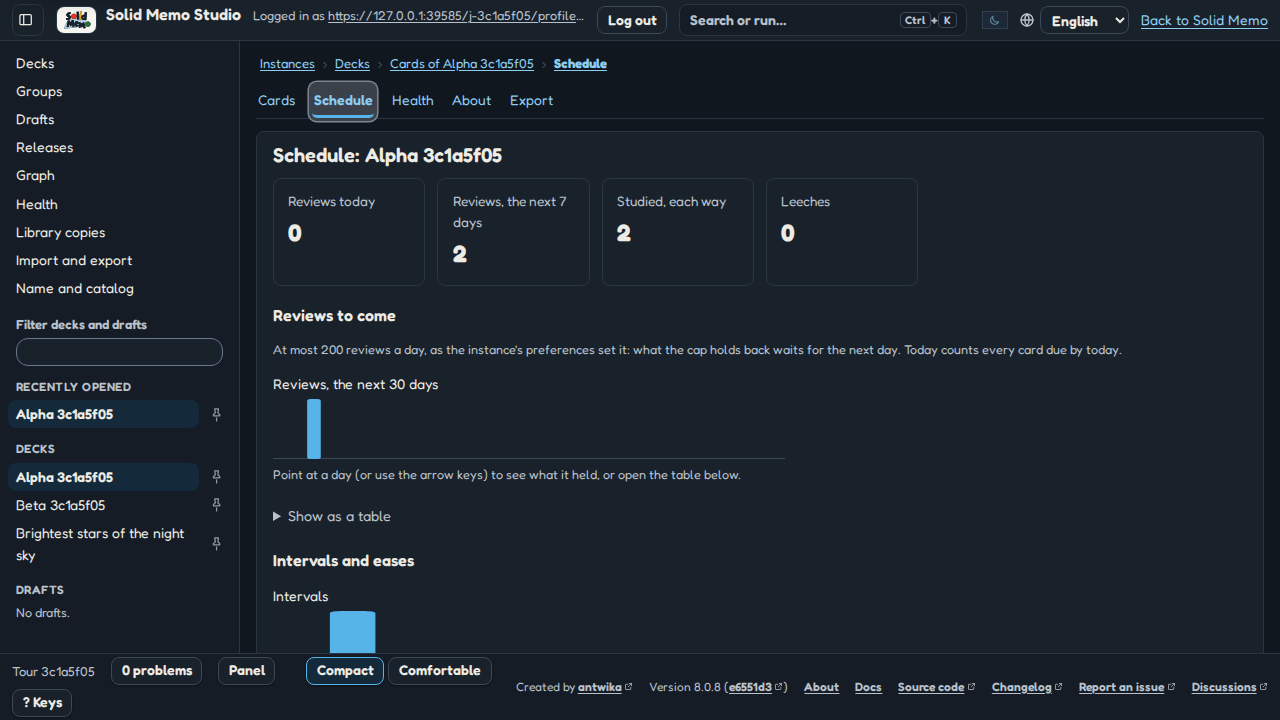 Solid Memo Studio
Logged in as https://127.0.0.1:39585/j-3c1a5f05/profile...
Log out
Search or run...
Ctrl+K
English
Back to Solid Memo
Decks
Groups
Drafts
Releases
Graph
Health
Library copies
Import and export
Name and catalog
Filter decks and drafts
RECENTLY OPENED
Alpha 3c1a5f05
DECKS
Alpha 3c1a5f05
Beta 3c1a5f05
Brightest stars of the night
sky
DRAFTS
No drafts.
Instances › Decks › Cards of Alpha 3c1a5f05 › Schedule
Cards Schedule Health About Export
Schedule: Alpha 3c1a5f05
Reviews today
0
Reviews, the next 7
days
2
Studied, each way
2
Leeches
0
Reviews to come
At most 200 reviews a day, as the instance's preferences set it: what the cap holds back waits for the next day. Today counts every card due by today.
Reviews, the next 30 days
Point at a day (or use the arrow keys) to see what it held, or open the table below.
Show as a table
Intervals and eases
Intervals
Tour 3c1a5f05
0 problems
Panel
Compact
Comfortable
? Keys
Created by antwika
Version 8.0.8 (e6551d3)
About
Docs
Source code
Changelog
Report an issue
Discussions